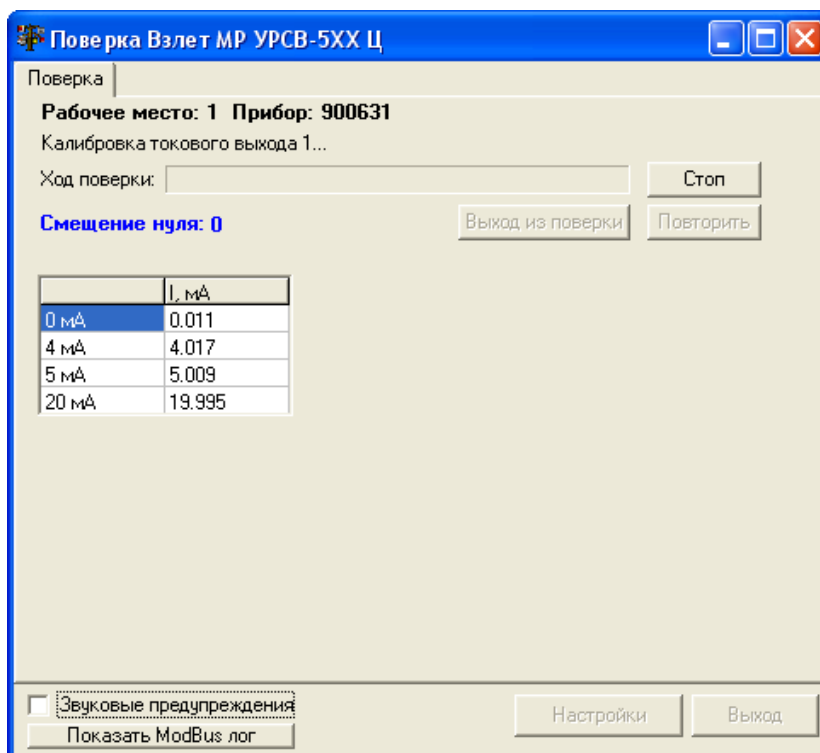 Поверка Взлет МР УРСВ-5ХХ Ц
Поверка
Рабочее место: 1 Прибор: 900631
Калибровка токового выхода 1...
Ход поверки:
Стоп
Смещение нуля: 0
Выход из поверки
Повторить
I, мА
0 мА 0.011
4 мА 4.017
5 мА 5.009
20 мА 19.995
Звуковые предупреждения
Показать ModBus лог
Настройки
Выход